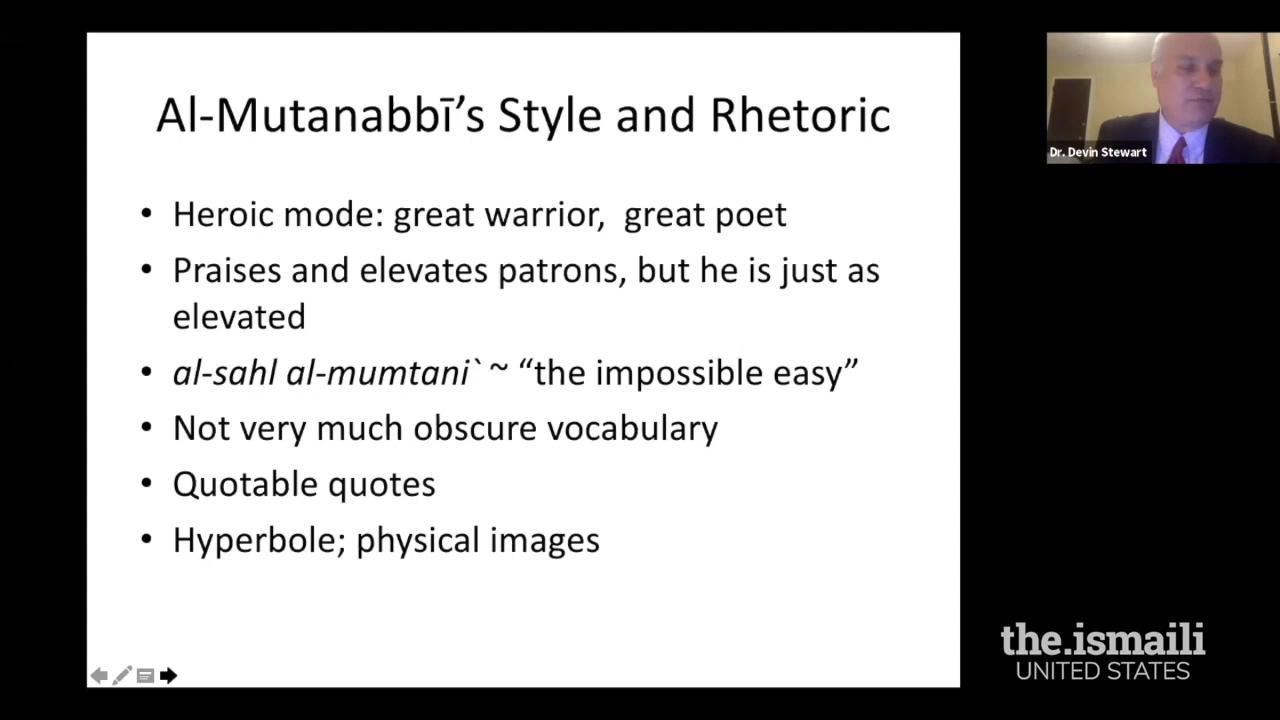 Al-Mutanabbī’s Style and Rhetoric
• Heroic mode: great warrior,  great poet
• Praises and elevates patrons, but he is just as
elevated
• al-sahl al-mumtani` ~ “the impossible easy”
• Not very much obscure vocabulary
• Quotable quotes
• Hyperbole; physical images
Dr. Devin Stewart
the.ismaili
UNITED STATES